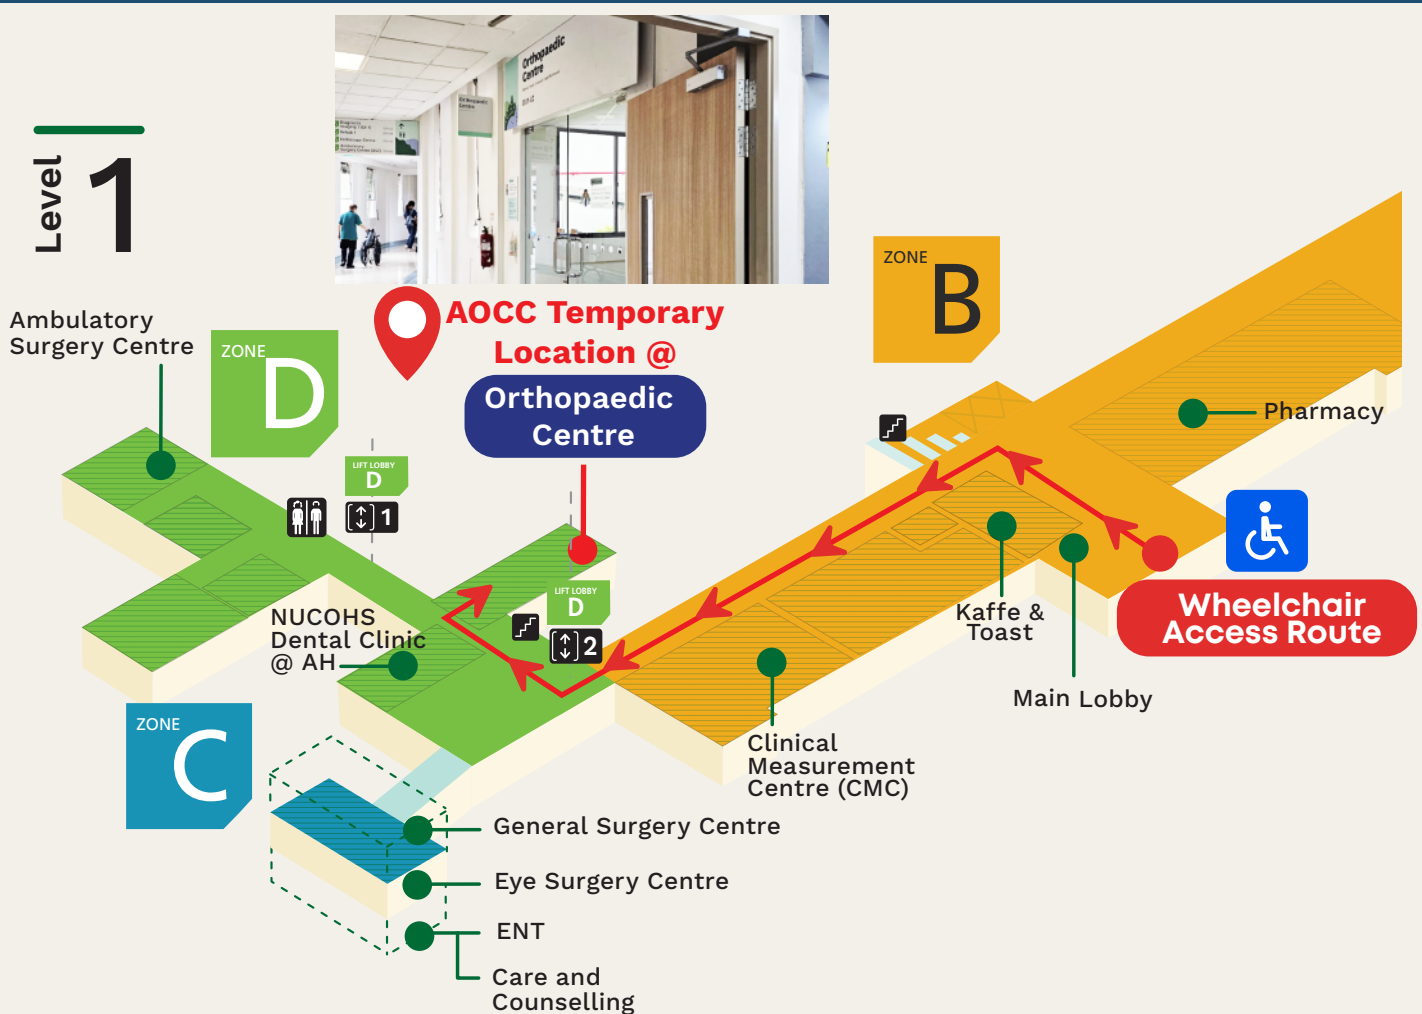 Level
1
Orthopaedic
Centre
Orthopaedic
Centre
ZONE
B
Ambulatory
Surgery Centre
ZONE
D
AOCC Temporary
Location @
Orthopaedic
Centre
Pharmacy
LIFT LOBBY
D
1
LIFT LOBBY
D
2
NUCOHS
Dental Clinic
@ AH
Kaffe &
Toast
Wheelchair
Access Route
Main Lobby
ZONE
C
Clinical
Measurement
Centre (CMC)
General Surgery Centre
Eye Surgery Centre
ENT
Care and
Counselling